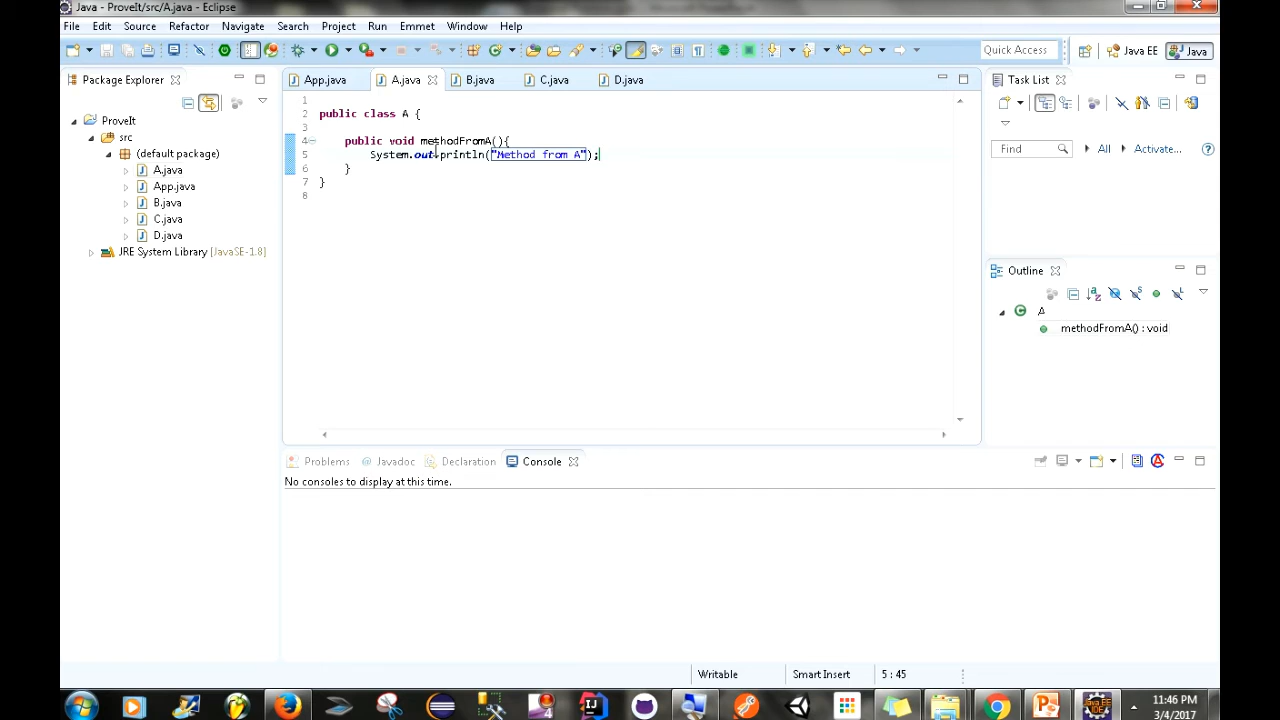 Java - ProveIt/src/A.java - Eclipse
File Edit Source Refactor Navigate Search Project Run Emmet Window Help
Quick Access Java EE Java
Package Explorer
ProveIt
src
(default package)
A.java
App.java
B.java
C.java
D.java
JRE System Library [JavaSE-1.8]
App.java A.java B.java C.java D.java
1
2 public class A {
3
4 public void methodFromA(){
5 System.out.println("Method from A");
6 }
7 }
8
Task List
Find All Activate...
Outline
A
methodFromA() : void
Problems @ Javadoc Declaration Console
No consoles to display at this time.
Writable Smart Insert 5 : 45
11:46 PM
3/4/2017